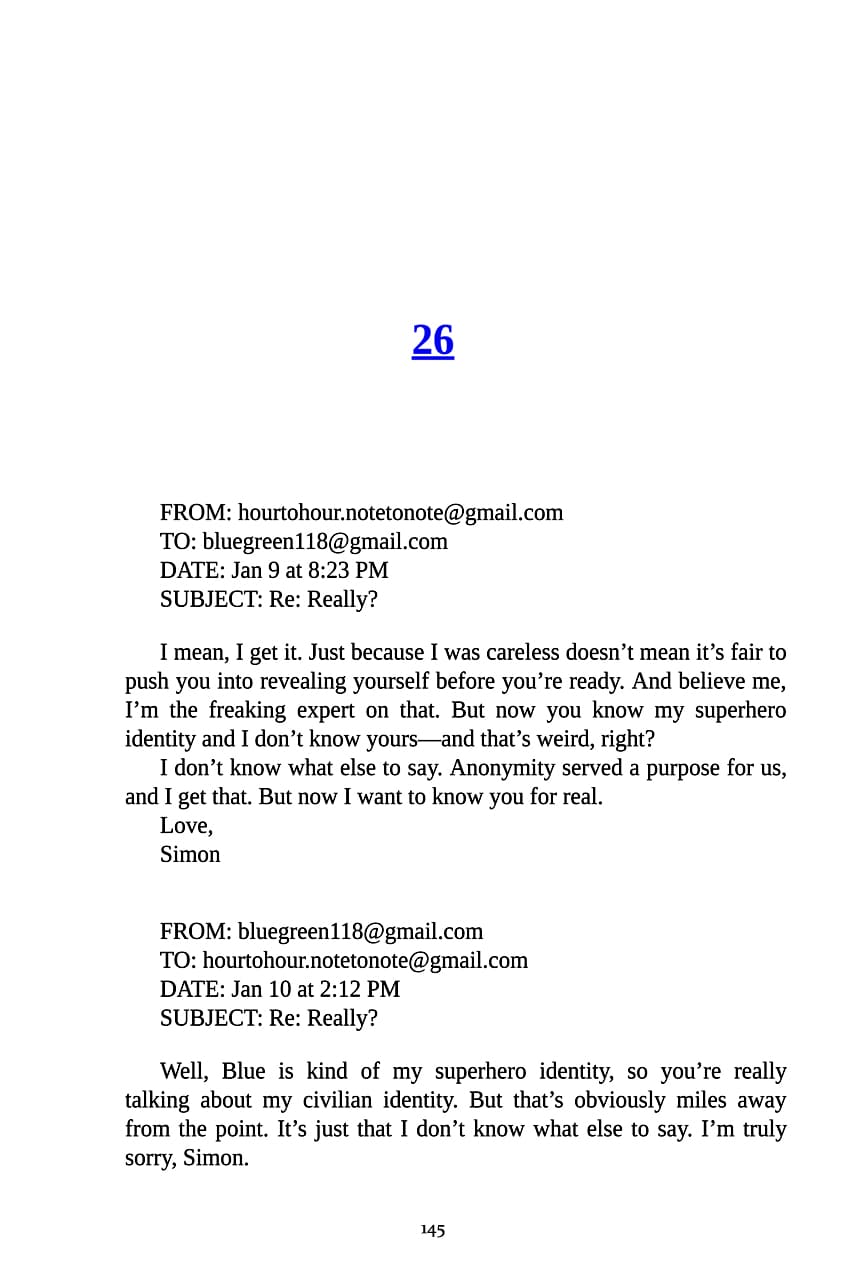 26
FROM: hourtohour.notetonote@gmail.com
TO: bluegreen118@gmail.com
DATE: Jan 9 at 8:23 PM
SUBJECT: Re: Really?
I mean, I get it. Just because I was careless doesn’t mean it’s fair to
push you into revealing yourself before you’re ready. And believe me,
I’m the freaking expert on that. But now you know my superhero
identity and I don’t know yours—and that’s weird, right?
I don’t know what else to say. Anonymity served a purpose for us,
and I get that. But now I want to know you for real.
Love,
Simon
FROM: bluegreen118@gmail.com
TO: hourtohour.notetonote@gmail.com
DATE: Jan 10 at 2:12 PM
SUBJECT: Re: Really?
Well, Blue is kind of my superhero identity, so you’re really
talking about my civilian identity. But that’s obviously miles away
from the point. It’s just that I don’t know what else to say. I’m truly
sorry, Simon.
145